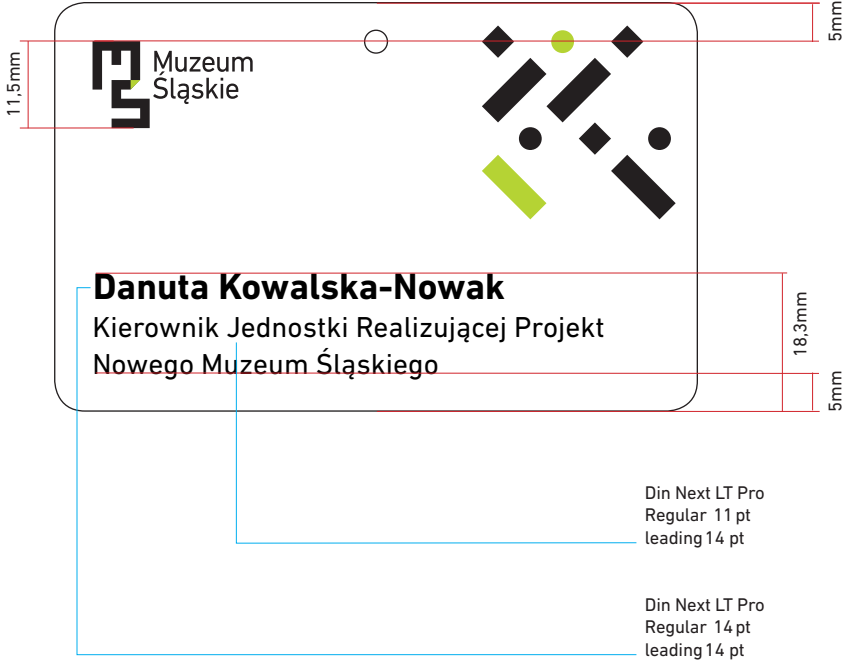 5mm
11,5mm
Muzeum
Śląskie
Danuta Kowalska-Nowak
Kierownik Jednostki Realizującej Projekt
Nowego Muzeum Śląskiego
18,3mm
5mm
Din Next LT Pro
Regular 11 pt
leading 14 pt
Din Next LT Pro
Regular 14 pt
leading 14 pt